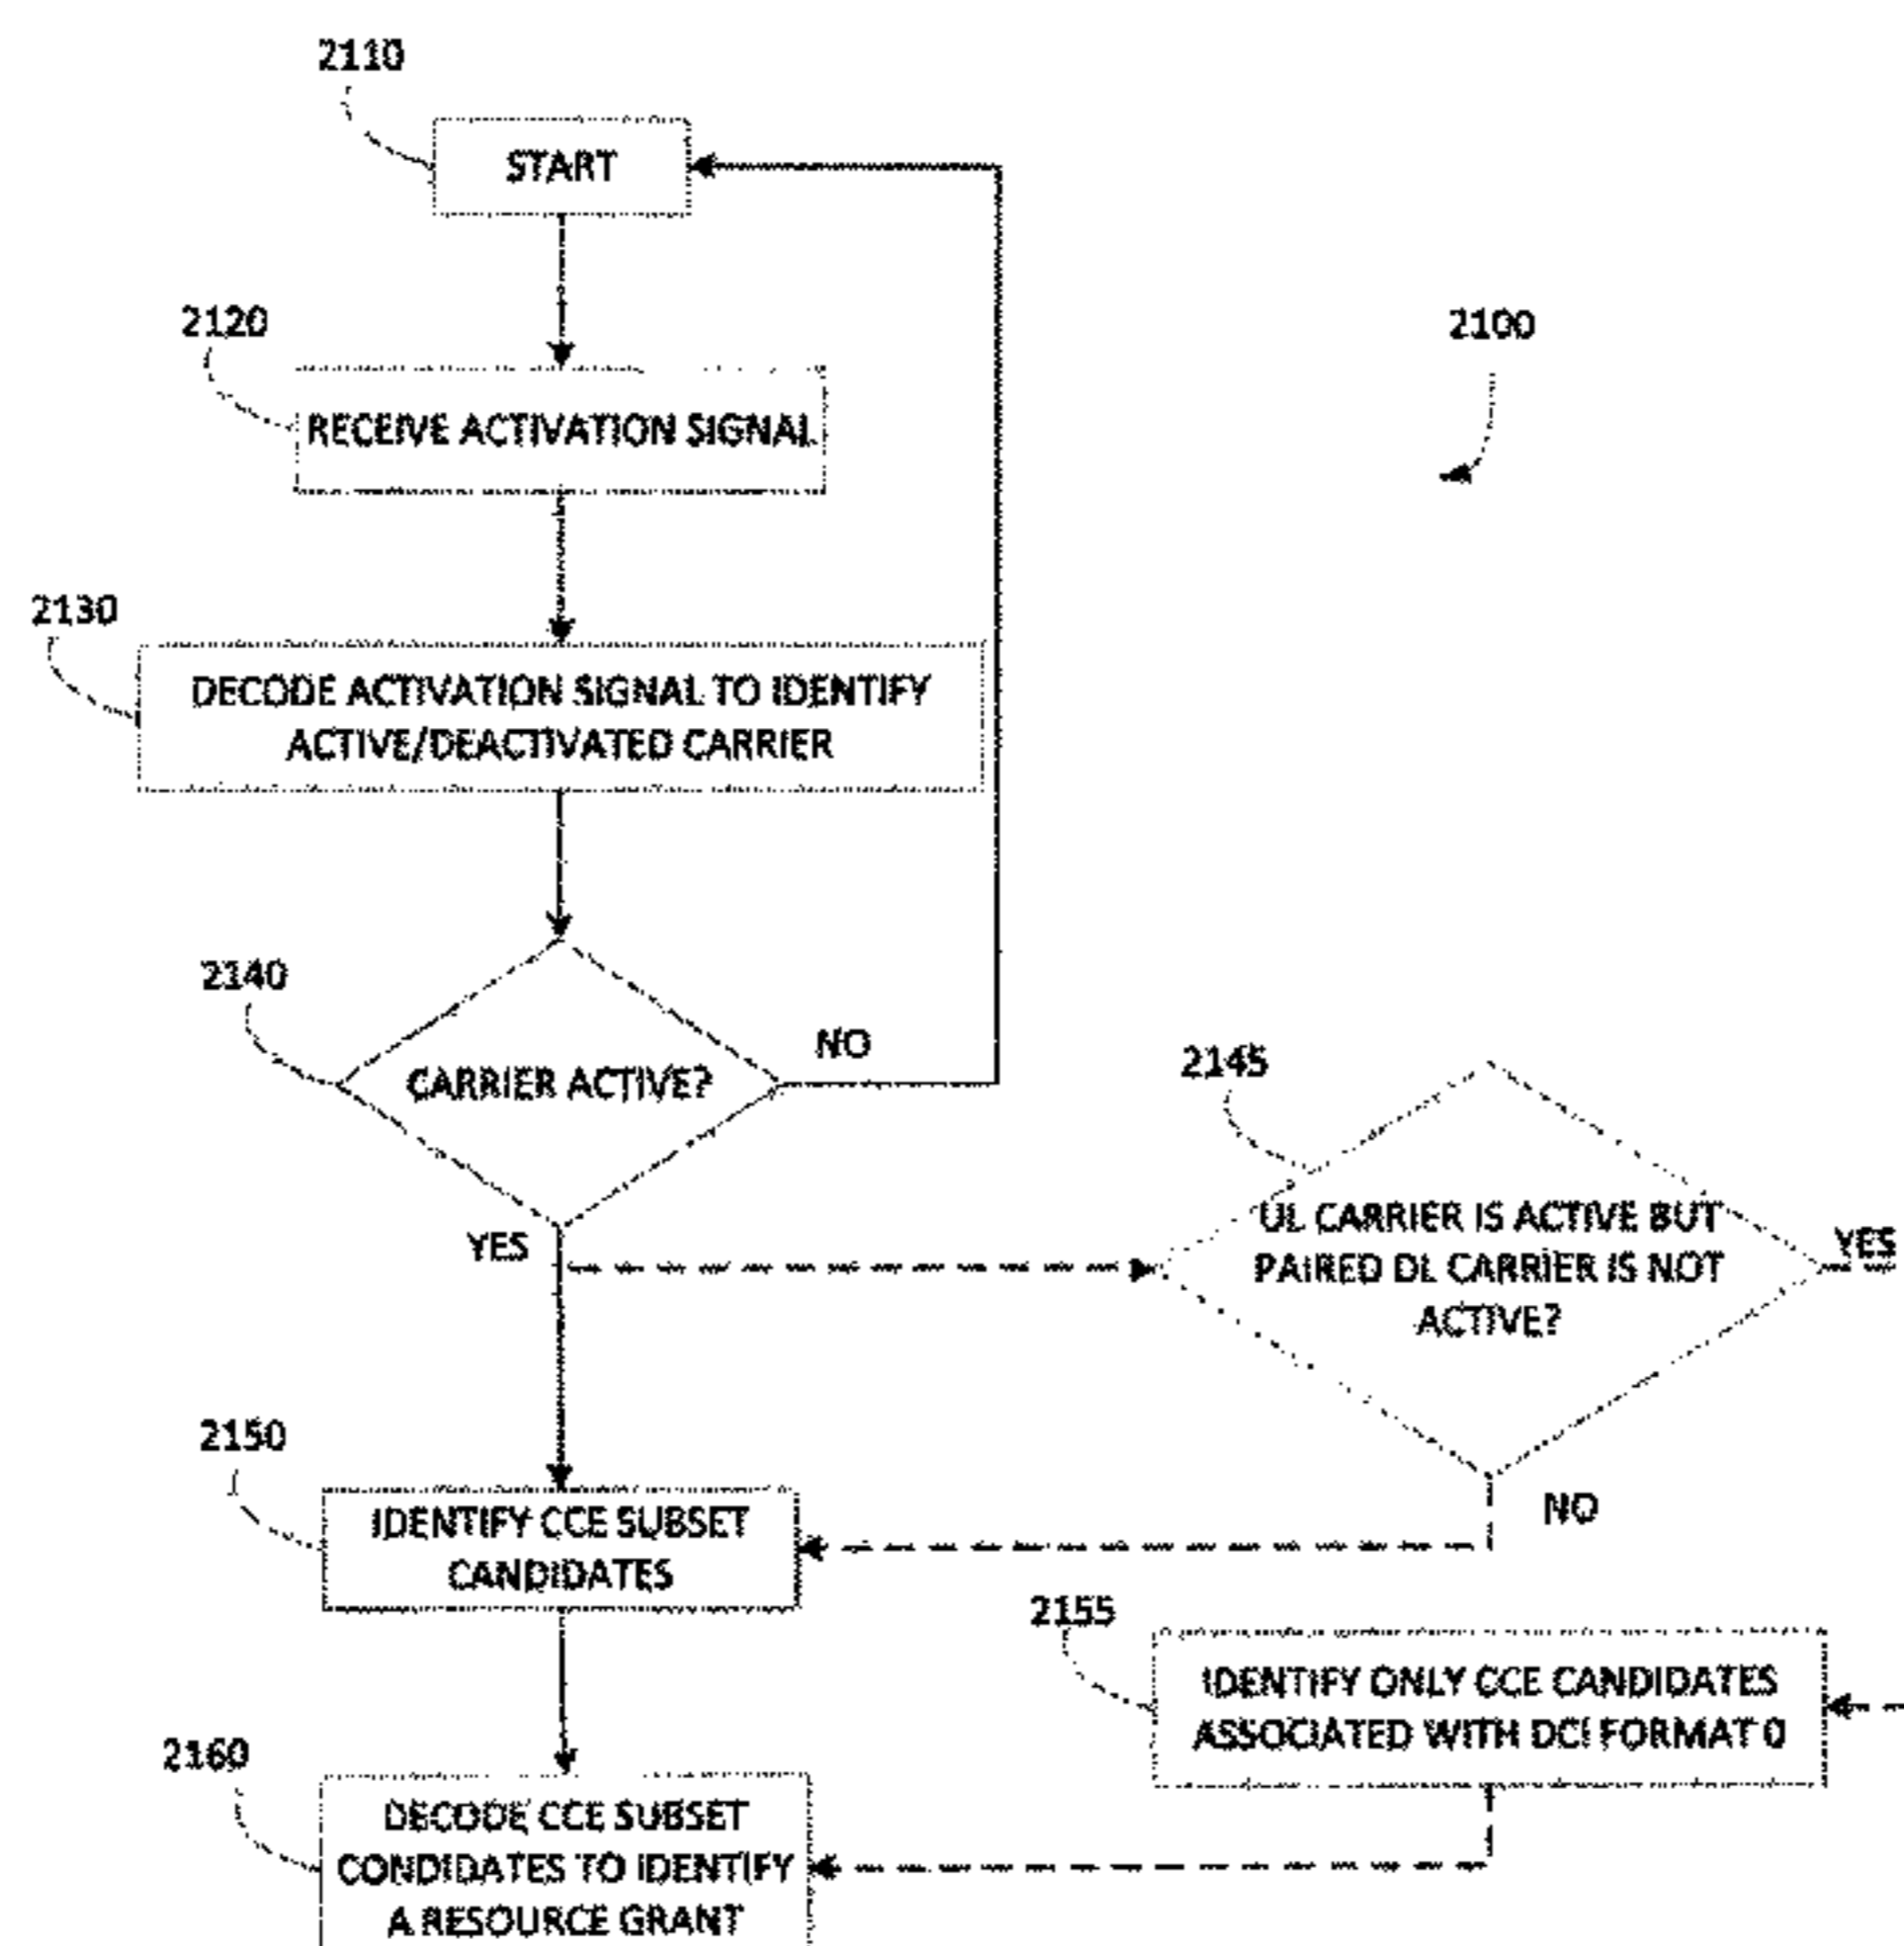 2110
START
2120
2100
RECEIVE ACTIVATION SIGNAL
2130
DECODE ACTIVATION SIGNAL TO IDENTIFY
ACTIVE/DEACTIVATED CARRIER
2140
NO
CARRIER ACTIVE?
2145
YES
UL CARRIER IS ACTIVE BUT
PAIRED DL CARRIER IS NOT
ACTIVE?
YES
2150
NO
IDENTIFY CCE SUBSET
CANDIDATES
2155
IDENTIFY ONLY CCE CANDIDATES
ASSOCIATED WITH DCI FORMAT 0
2160
DECODE CCE SUBSET
CONDIDATES TO IDENTIFY
A RESOURCE GRANT